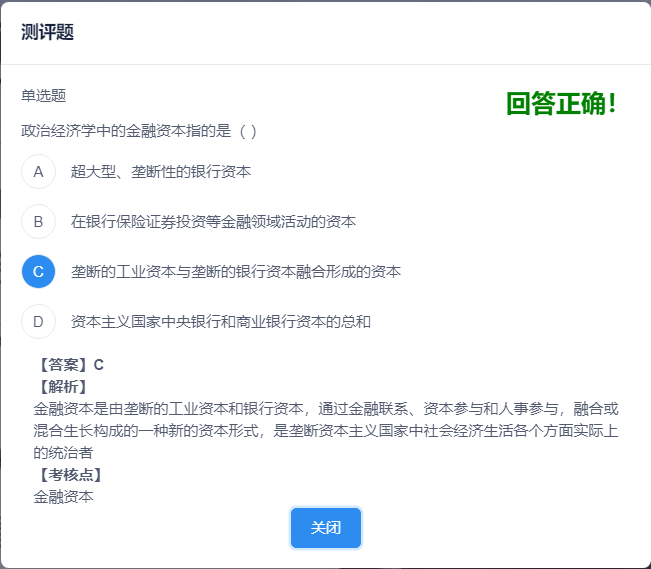 测评题
单选题
回答正确!
政治经济学中的金融资本指的是（ ）
A 超大型、垄断性的银行资本
B 在银行保险证券投资等金融领域活动的资本
C 垄断的工业资本与垄断的银行资本融合形成的资本
D 资本主义国家中央银行和商业银行资本的总和
【答案】C
【解析】
金融资本是由垄断的工业资本和银行资本，通过金融联系、资本参与和人事参与，融合或
混合生长构成的一种新的资本形式，是垄断资本主义国家中社会经济生活各个方面实际上
的统治者
【考核点】
金融资本
关闭